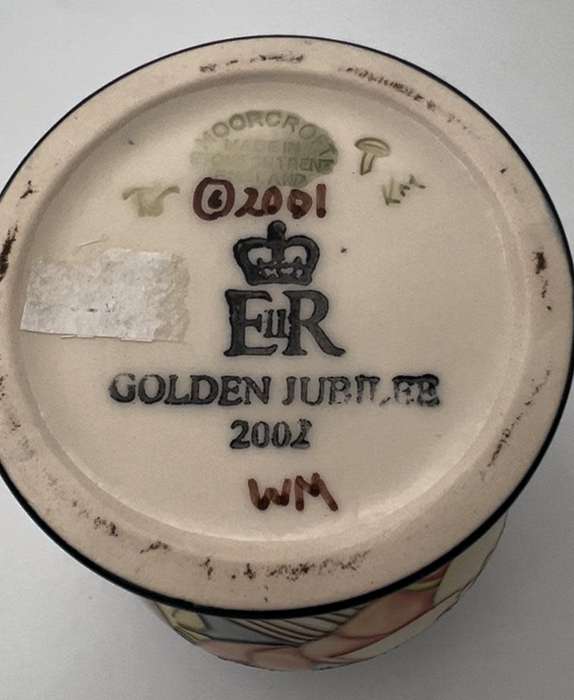 MOORCROFT
MADE IN
STOKE ON TRENT
ENGLAND
KM
©2001
EIIR
GOLDEN JUBILEE
2002
WM